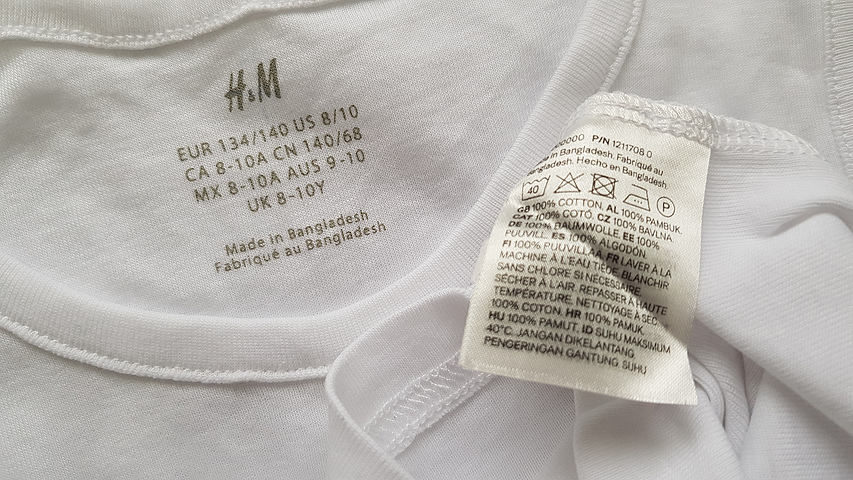 H&M
EUR 134/140 US 8/10
CA 8-10A CN 140/68
MX 8-10A AUS 9-10
UK 8-10Y
Made in Bangladesh
Fabriqué au Bangladesh
P/N 1211708 0
in Bangladesh. Fabriqué au
Bangladesh. Hecho en Bangladesh.
40 P
GB 100% COTTON. AL 100% PAMBUK.
CAT 100% COTÓ. CZ 100% BAVLNA.
DE 100% BAUMWOLLE. EE 100%
PUUVILL. ES 100% ALGODÓN.
FI 100% PUUVILLAA. FR LAVER À LA
MACHINE À L'EAU TIÈDE. BLANCHIR
SANS CHLORE SI NÉCESSAIRE.
SÉCHER À L'AIR. REPASSER À HAUTE
TEMPÉRATURE. NETTOYAGE À SEC.
100% COTON. HR 100% PAMUK.
HU 100% PAMUT. ID SUHU MAKSIMUM
40°C. JANGAN DIKELANTANG.
PENGERINGAN GANTUNG. SUHU